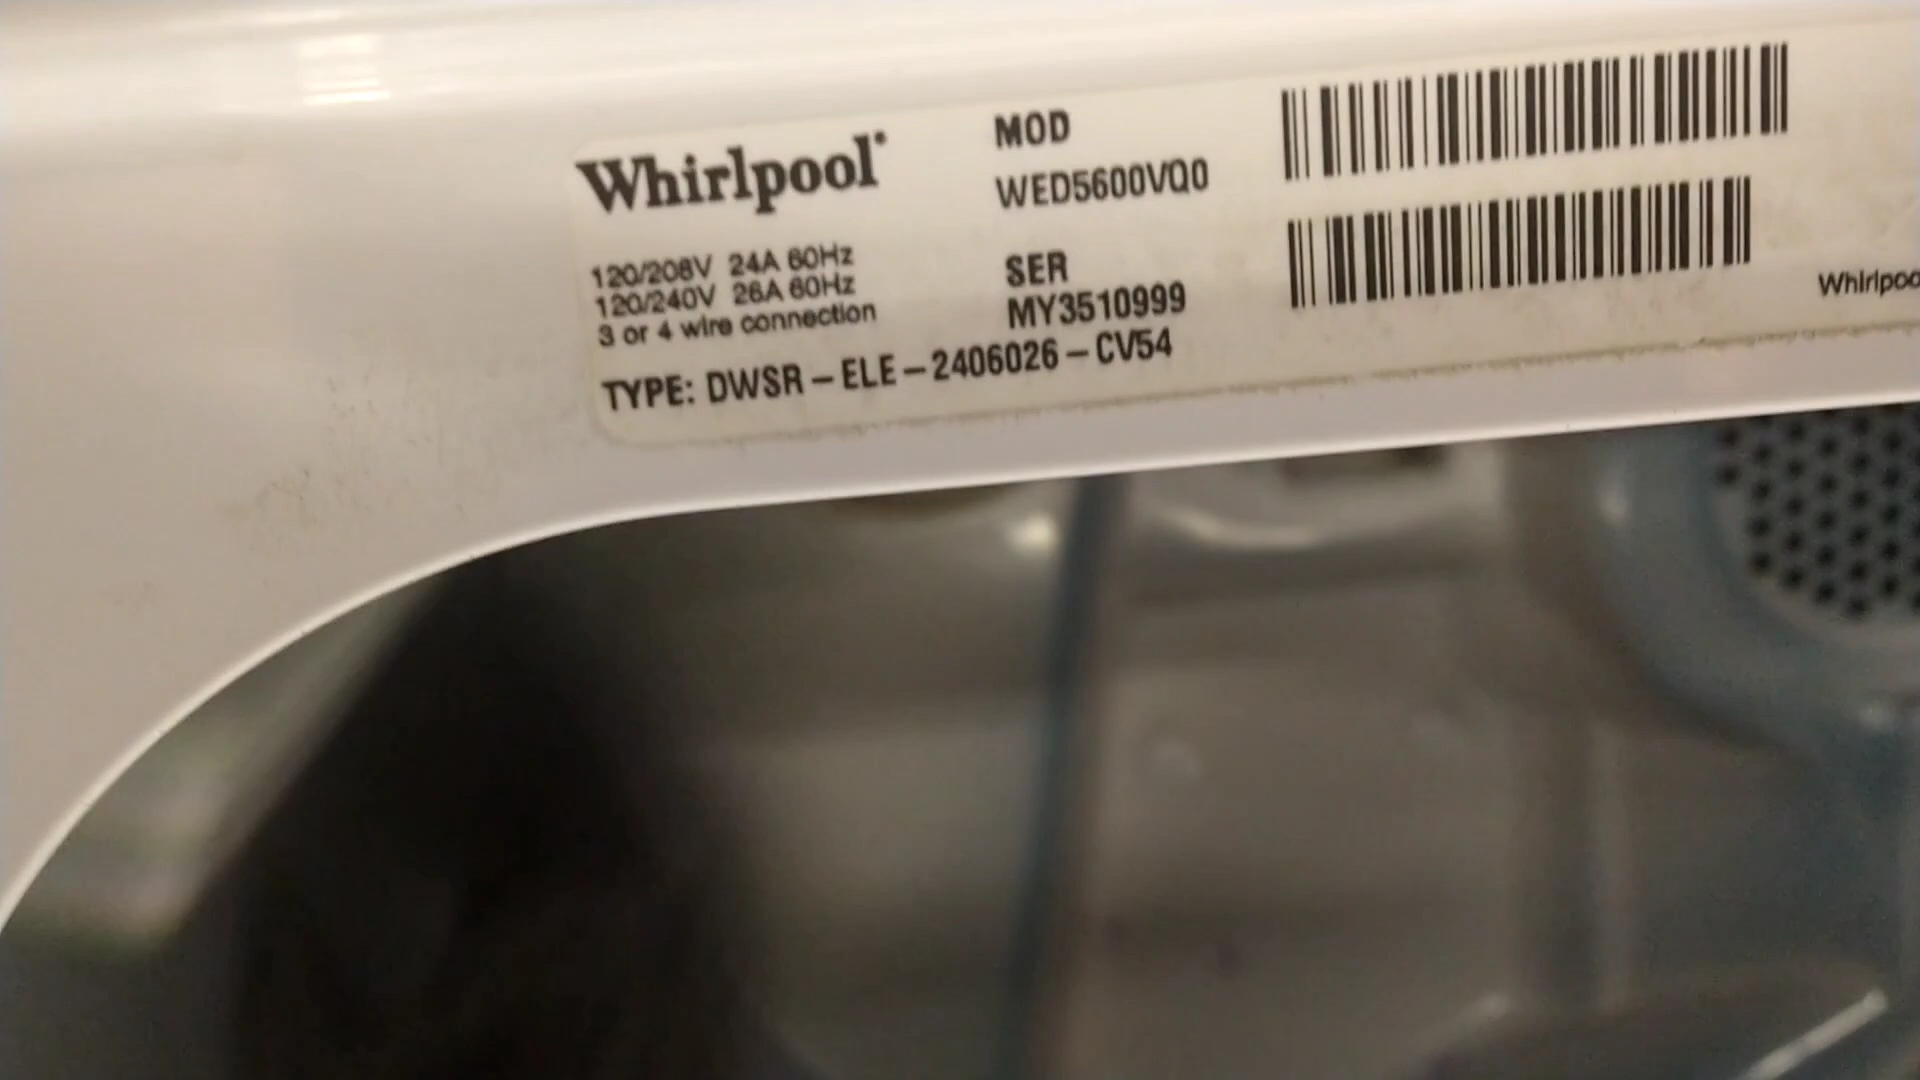 Whirlpool
120/208V 24A 60Hz
120/240V 26A 60Hz
3 or 4 wire connection
TYPE: DWSR – ELE – 2406026 – CV54
MOD
WED5600VQ0
SER
MY3510999